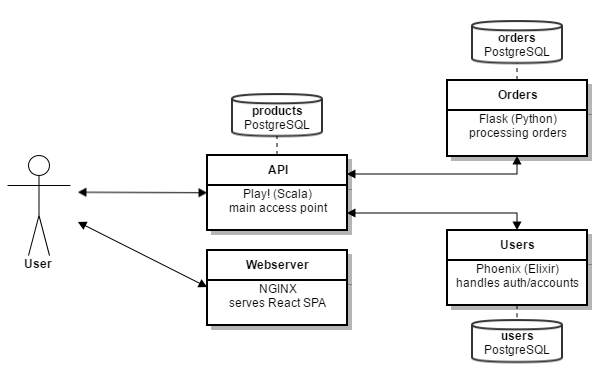 orders
PostgreSQL
Orders
Flask (Python)
processing orders
products
PostgreSQL
API
Play! (Scala)
main access point
User
Webserver
NGINX
serves React SPA
Users
Phoenix (Elixir)
handles auth/accounts
users
PostgreSQL